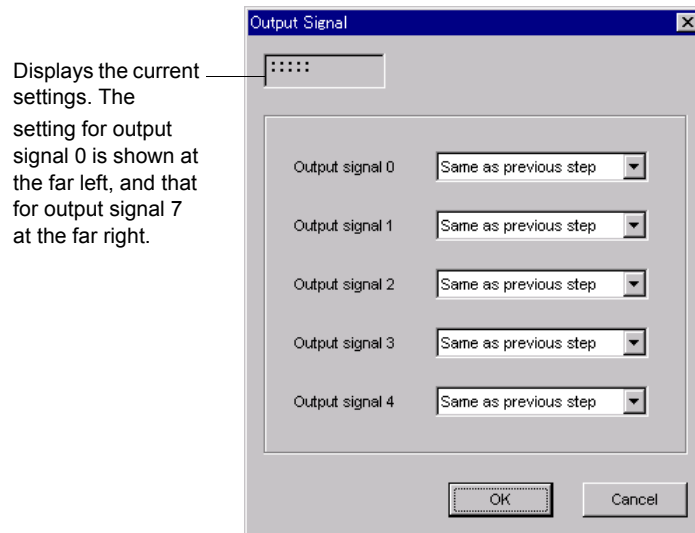 Output Signal
Displays the current
settings. The
setting for output
signal 0 is shown at
the far left, and that
for output signal 7
at the far right.
:::::
Output signal 0 Same as previous step
Output signal 1 Same as previous step
Output signal 2 Same as previous step
Output signal 3 Same as previous step
Output signal 4 Same as previous step
OK Cancel